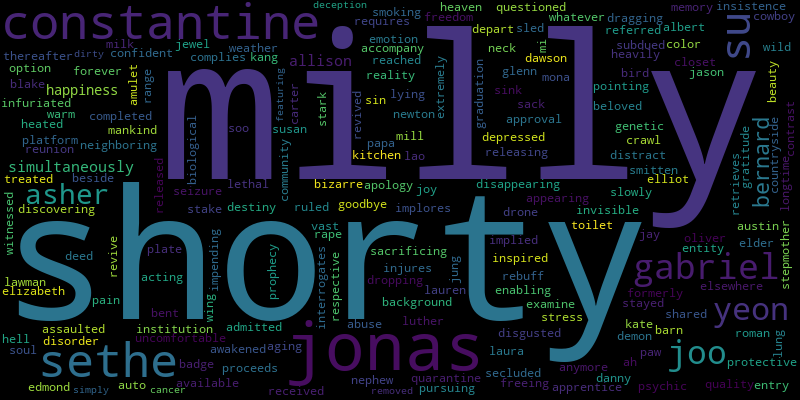 deception
constantine
milly
su
heaven
questioned
insistence
memory
cowboy
smoking
requires
freedom
whatever
dragging
thereafter
dirty
milk
jewel
weather
emotion
accompany
depart
sled
referred
albert
option
confident
complies
kang
allison
reached
neck
mi
dawson
subdued
color
wild
blake
forever
amulet
range
reality
extremely
glenn
mona
heavily
closet
jason
happiness
featuring
carter
stark
revived
sin
lying
graduation
sink
bird
pointing
beauty
infuriated
warm
completed
biological
newton
sack
beloved
contrast
heated
mankind
soo
susan
papa
mill
approval
genetic
longtime
platform
neighboring
depressed
crawl
reunion
kitchen
lao
releasing
distract
retrieves
gratitude
countryside
bernard
simultaneously
community
smitten
treated
beside
released
seizure
lethal
bizarre
apology
joy
disappearing
elliot
asher
stake
destiny
ruled
goodbye
implores
appearing
slowly
invisible
witnessed
discovering
shorty
vast
rape
drone
toilet
jay
oliver
austin
deed
revive
plate
impending
prophecy
interrogates
respective
sacrificing
implied
inspired
entity
elder
stepmother
lawman
acting
wing
injures
jung
rebuff
gabriel
elizabeth
pain
dropping
lauren
enabling
formerly
elsewhere
bent
background
examine
stayed
yeon
assaulted
institution
admitted
abuse
luther
stress
kate
shared
hell
disorder
uncomfortable
disgusted
demon
barn
roman
lung
soul
sethe
badge
awakened
aging
jonas
laura
anymore
paw
joo
protective
proceeds
secluded
danny
ah
edmond
auto
available
nephew
quarantine
freeing
psychic
quality
entry
simply
cancer
received
removed
pursuing
apprentice